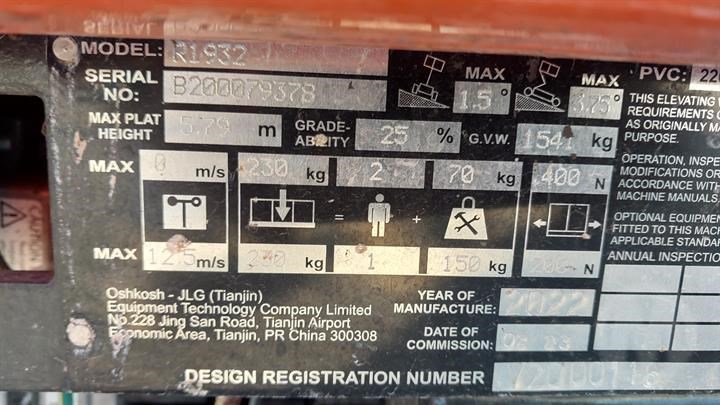 MODEL: R1932
SERIAL NO: B200079378
MAX 1.5°
MAX 3.75°
PVC: 22
MAX PLAT HEIGHT 5.79 m
GRADE-ABILITY 25 %
G.V.W. 1541 kg
MAX 0 m/s 230 kg 2 70 kg 400 N
= +
MAX 12.5 m/s 230 kg 1 150 kg N
THIS ELEVATING
REQUIREMENTS
AS ORIGINALLY
PURPOSE.
OPERATION, INSPE
MODIFICATIONS OR
ACCORDANCE WITH
MACHINE MANUALS.
OPTIONAL EQUIPME
FITTED TO THIS M
APPLICABLE STANDA
ANNUAL INSPECTIO
CAUTION
Oshkosh - JLG (Tianjin)
Equipment Technology Company Limited
No.228 Jing San Road, Tianjin Airport
Economic Area, Tianjin, PR China 300308
YEAR OF MANUFACTURE: 2022
DATE OF COMMISSION:
DESIGN REGISTRATION NUMBER